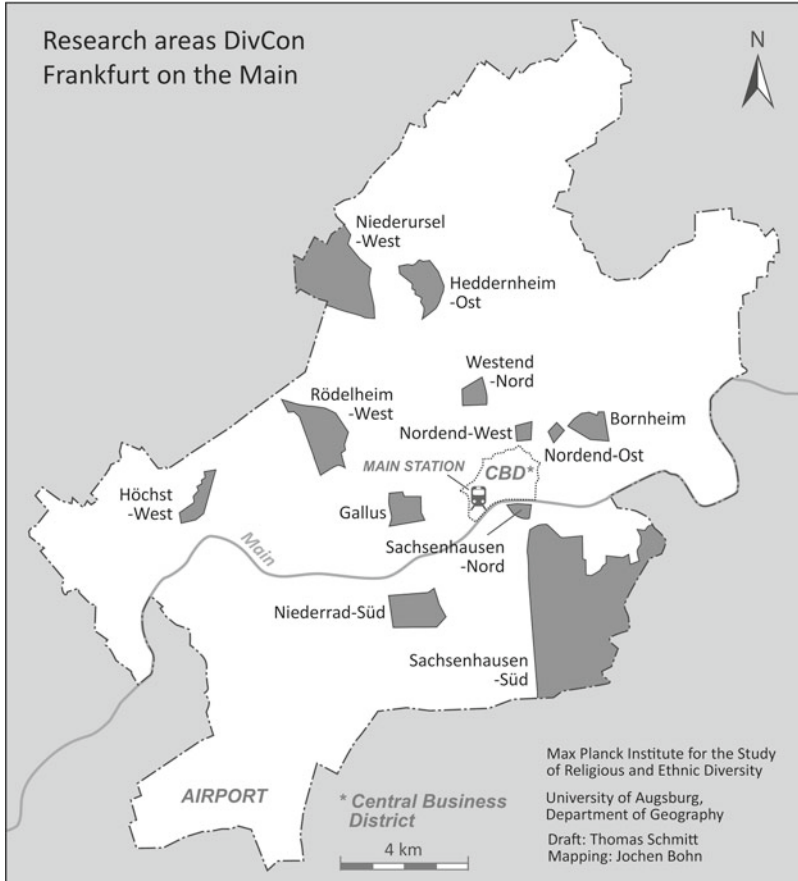 Research areas DivCon
Frankfurt on the Main
N
Niederursel
-West
Heddernheim
-Ost
Westend
-Nord
Rödelheim
-West
Nordend-West
Bornheim
Nordend-Ost
MAIN STATION
CBD*
Höchst
-West
Gallus
Main
Sachsenhausen
-Nord
Niederrad-Süd
Sachsenhausen
-Süd
AIRPORT
* Central Business
District
4 km
Max Planck Institute for the Study
of Religious and Ethnic Diversity
University of Augsburg,
Department of Geography
Draft: Thomas Schmitt
Mapping: Jochen Bohn